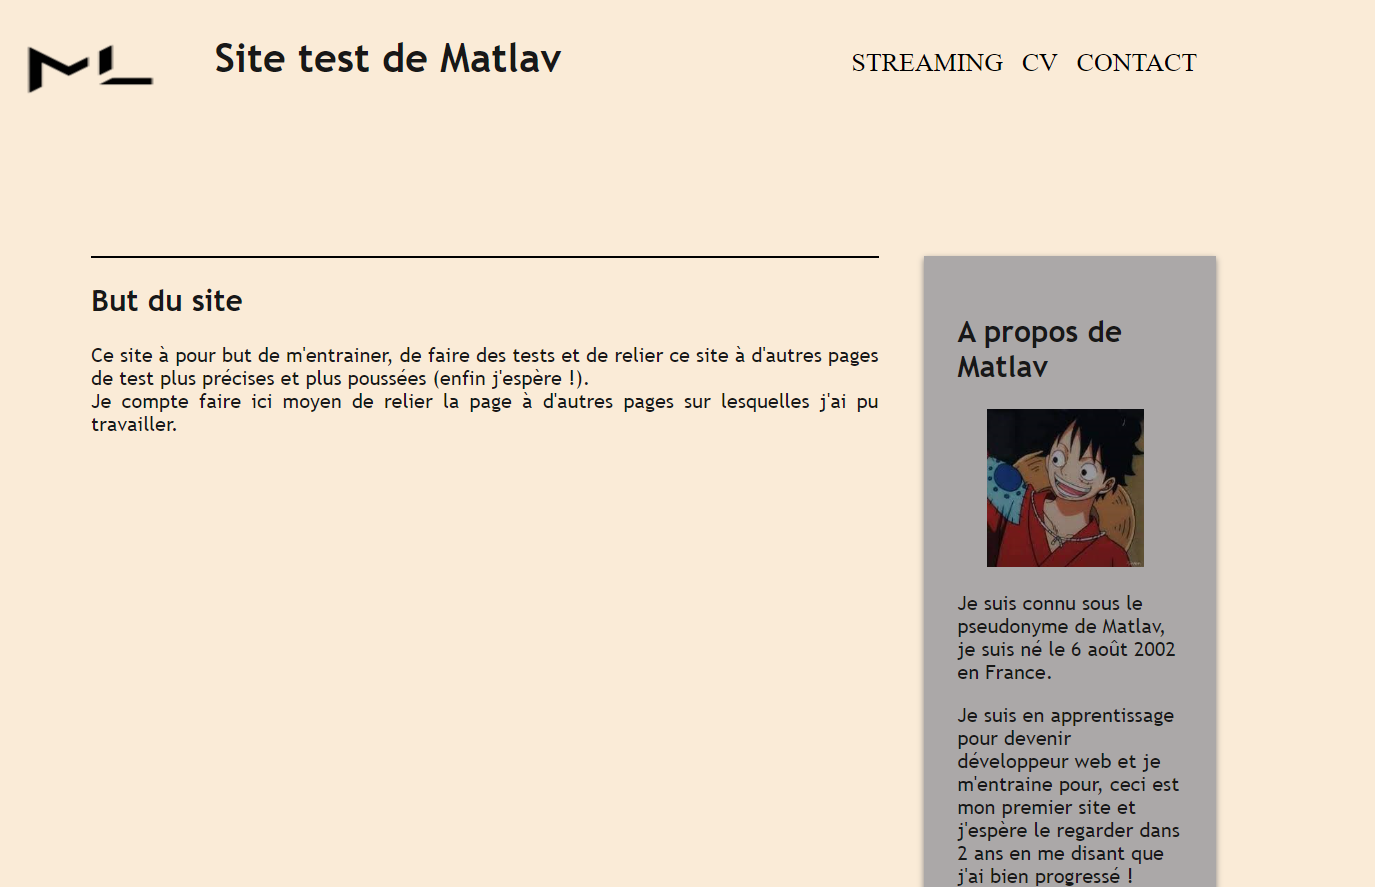 ML
Site test de Matlav
STREAMING CV CONTACT
But du site
Ce site à pour but de m'entrainer, de faire des tests et de relier ce site à d'autres pages
de test plus précises et plus poussées (enfin j'espère !).
Je compte faire ici moyen de relier la page à d'autres pages sur lesquelles j'ai pu
travailler.
A propos de
Matlav
Je suis connu sous le
pseudonyme de Matlav,
je suis né le 6 août 2002
en France.
Je suis en apprentissage
pour devenir
développeur web et je
m'entraine pour, ceci est
mon premier site et
j'espère le regarder dans
2 ans en me disant que
j'ai bien progressé !